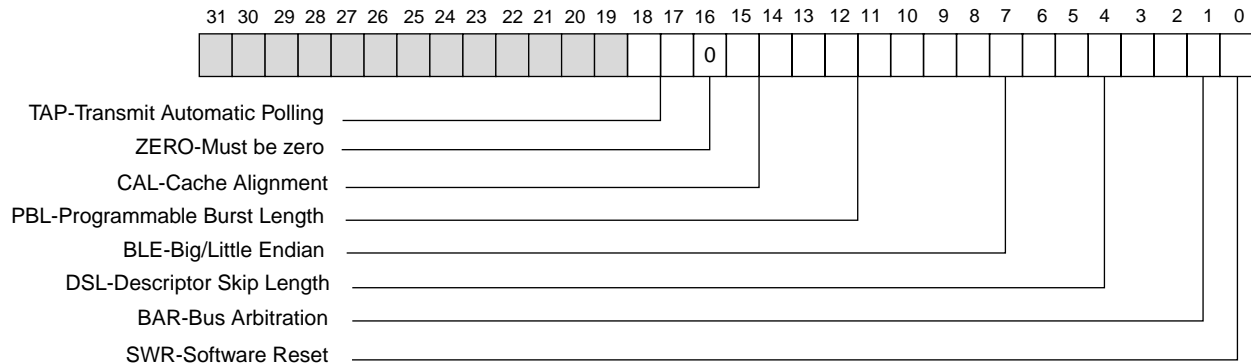 31 30 29 28 27 26 25 24 23 22 21 20 19 18 17 16 15 14 13 12 11 10 9 8 7 6 5 4 3 2 1 0
0
TAP-Transmit Automatic Polling
ZERO-Must be zero
CAL-Cache Alignment
PBL-Programmable Burst Length
BLE-Big/Little Endian
DSL-Descriptor Skip Length
BAR-Bus Arbitration
SWR-Software Reset